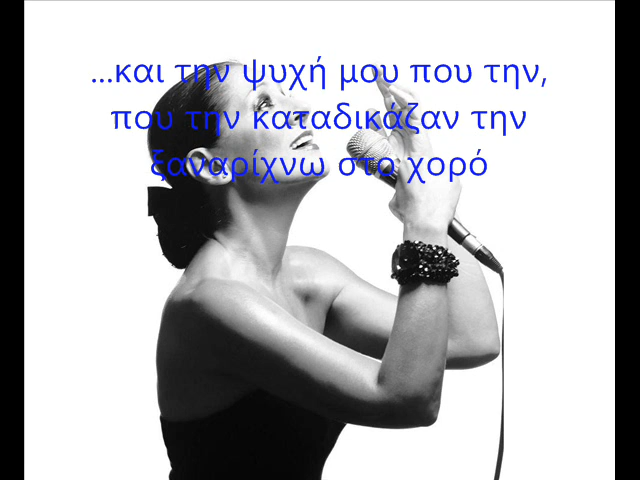 ...και την ψυχή μου που την,
που την καταδικάζαν την
ξαναρίχνω στο χορό